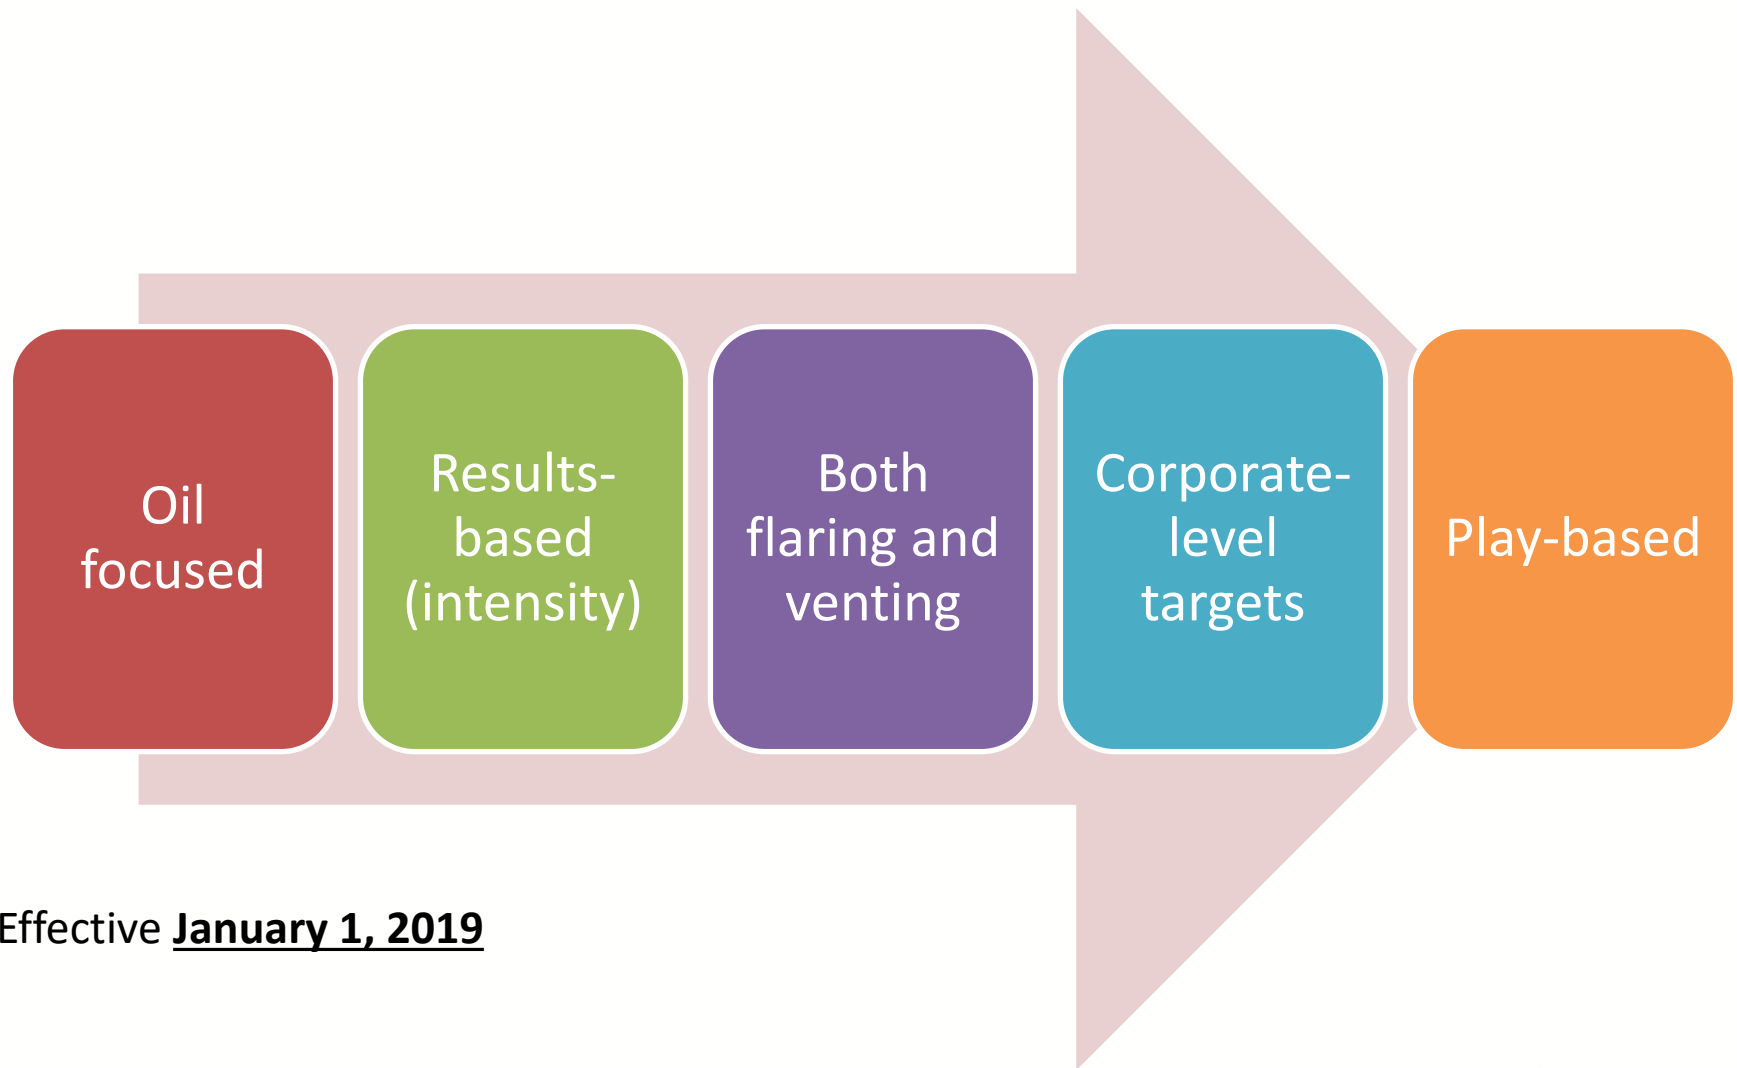 Oil
focused
Results-
based
(intensity)
Both
flaring and
venting
Corporate-
level
targets
Play-based
Effective January 1, 2019